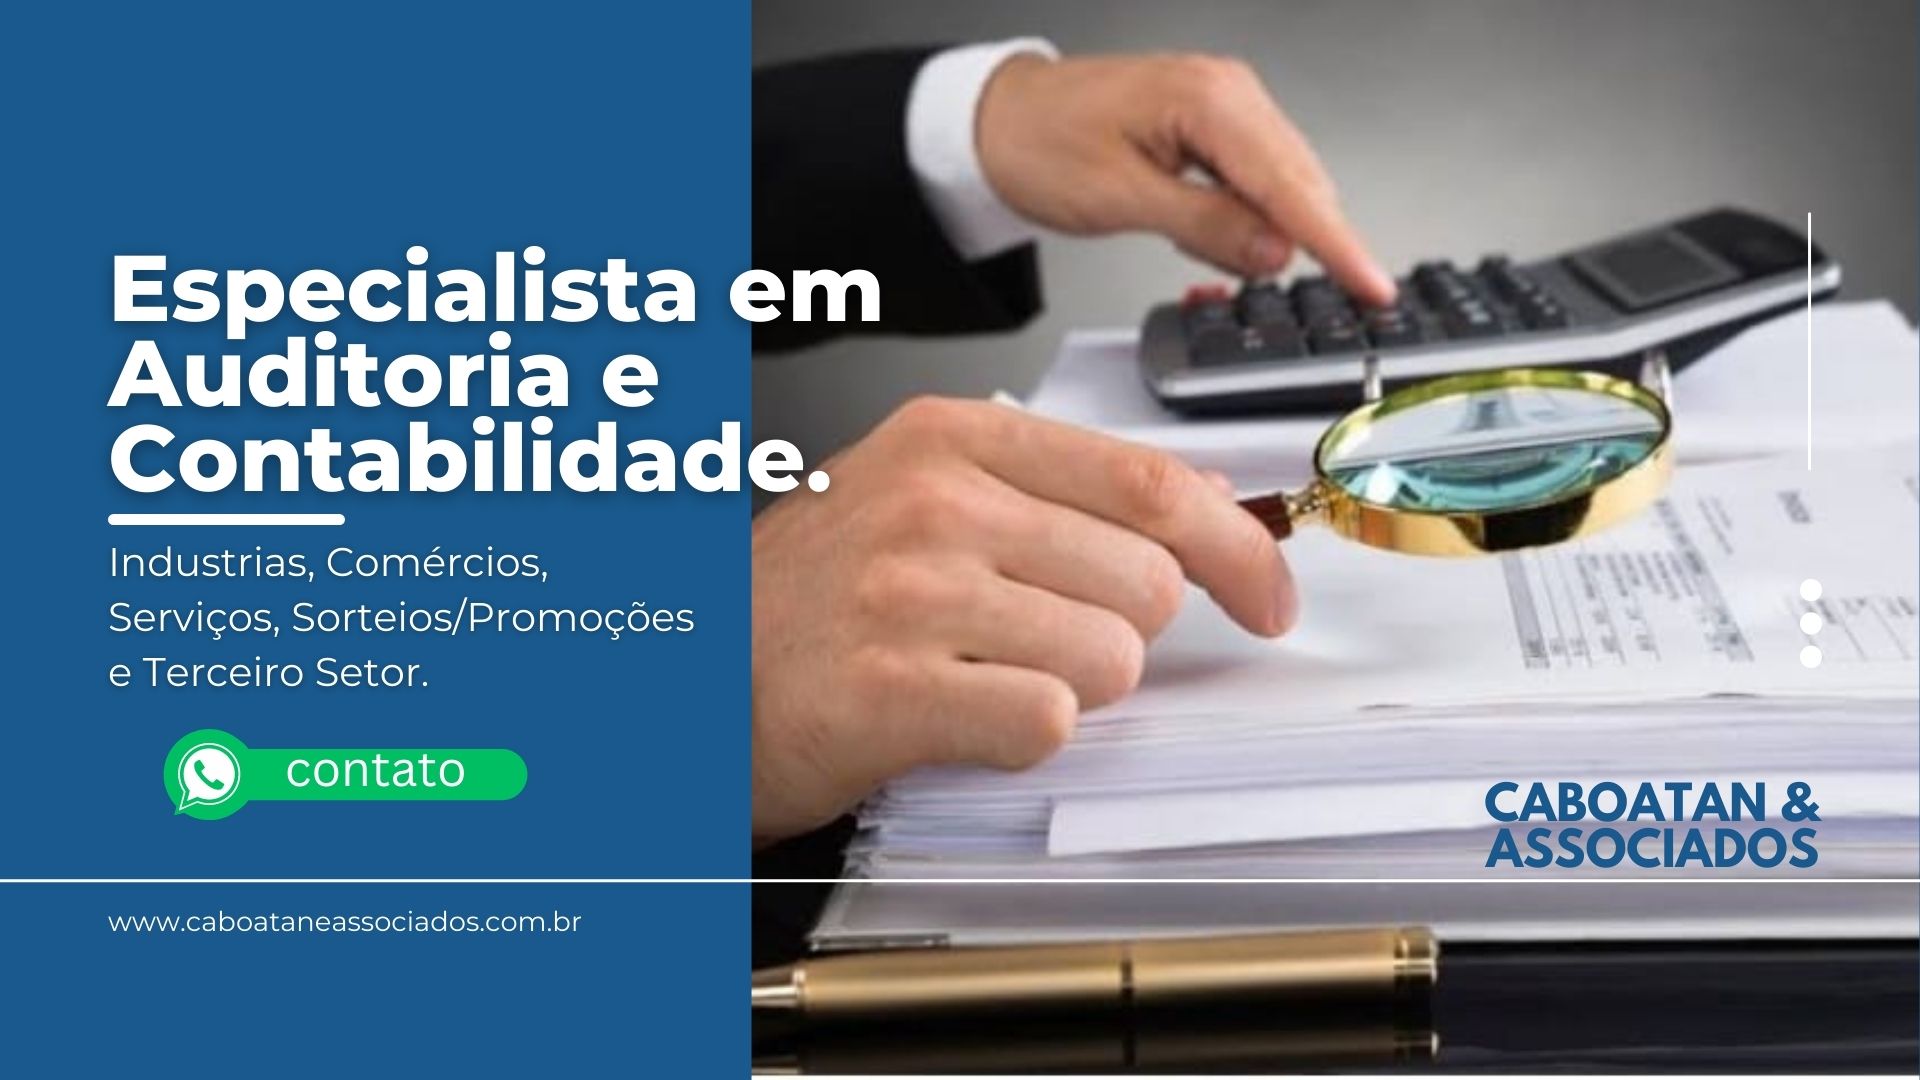 Especialista em
Auditoria e
Contabilidade.
Industrias, Comércios,
Serviços, Sorteios/Promoções
e Terceiro Setor.
contato
CABOATAN &
ASSOCIADOS
www.caboataneassociados.com.br